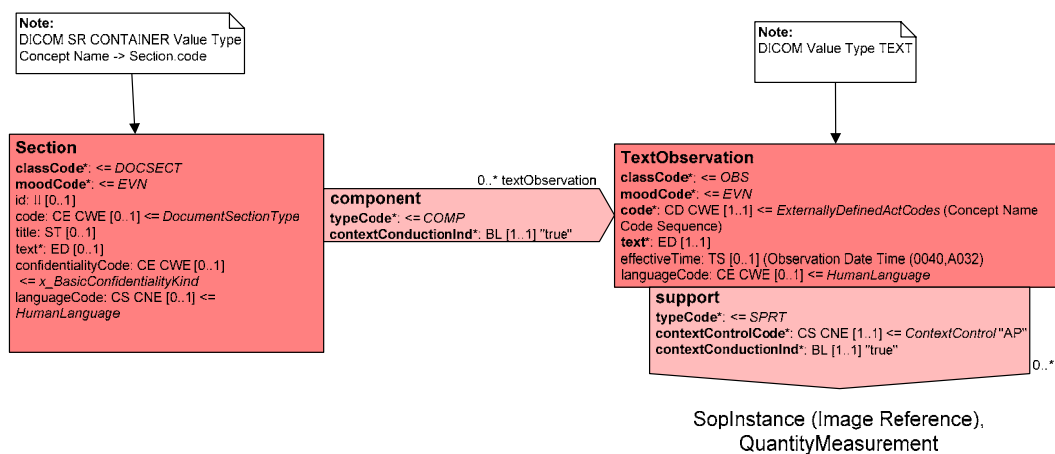 Note:
DICOM SR CONTAINER Value Type
Concept Name -> Section.code
Note:
DICOM Value Type TEXT
Section
classCode*: <= DOCSECT
moodCode*: <= EVN
id: II [0..1]
code: CE CWE [0..1] <= DocumentSectionType
title: ST [0..1]
text*: ED [0..1]
confidentialityCode: CE CWE [0..1]
<= x_BasicConfidentialityKind
languageCode: CS CNE [0..1] <=
HumanLanguage
0..* textObservation
component
typeCode*: <= COMP
contextConductionInd*: BL [1..1] "true"
TextObservation
classCode*: <= OBS
moodCode*: <= EVN
code*: CD CWE [1..1] <= ExternallyDefinedActCodes (Concept Name
Code Sequence)
text*: ED [1..1]
effectiveTime: TS [0..1] (Observation Date Time (0040,A032)
languageCode: CE CWE [0..1] <= HumanLanguage
support
typeCode*: <= SPRT
contextControlCode*: CS CNE [1..1] <= ContextControl "AP"
contextConductionInd*: BL [1..1] "true"
0..*
SopInstance (Image Reference),
QuantityMeasurement